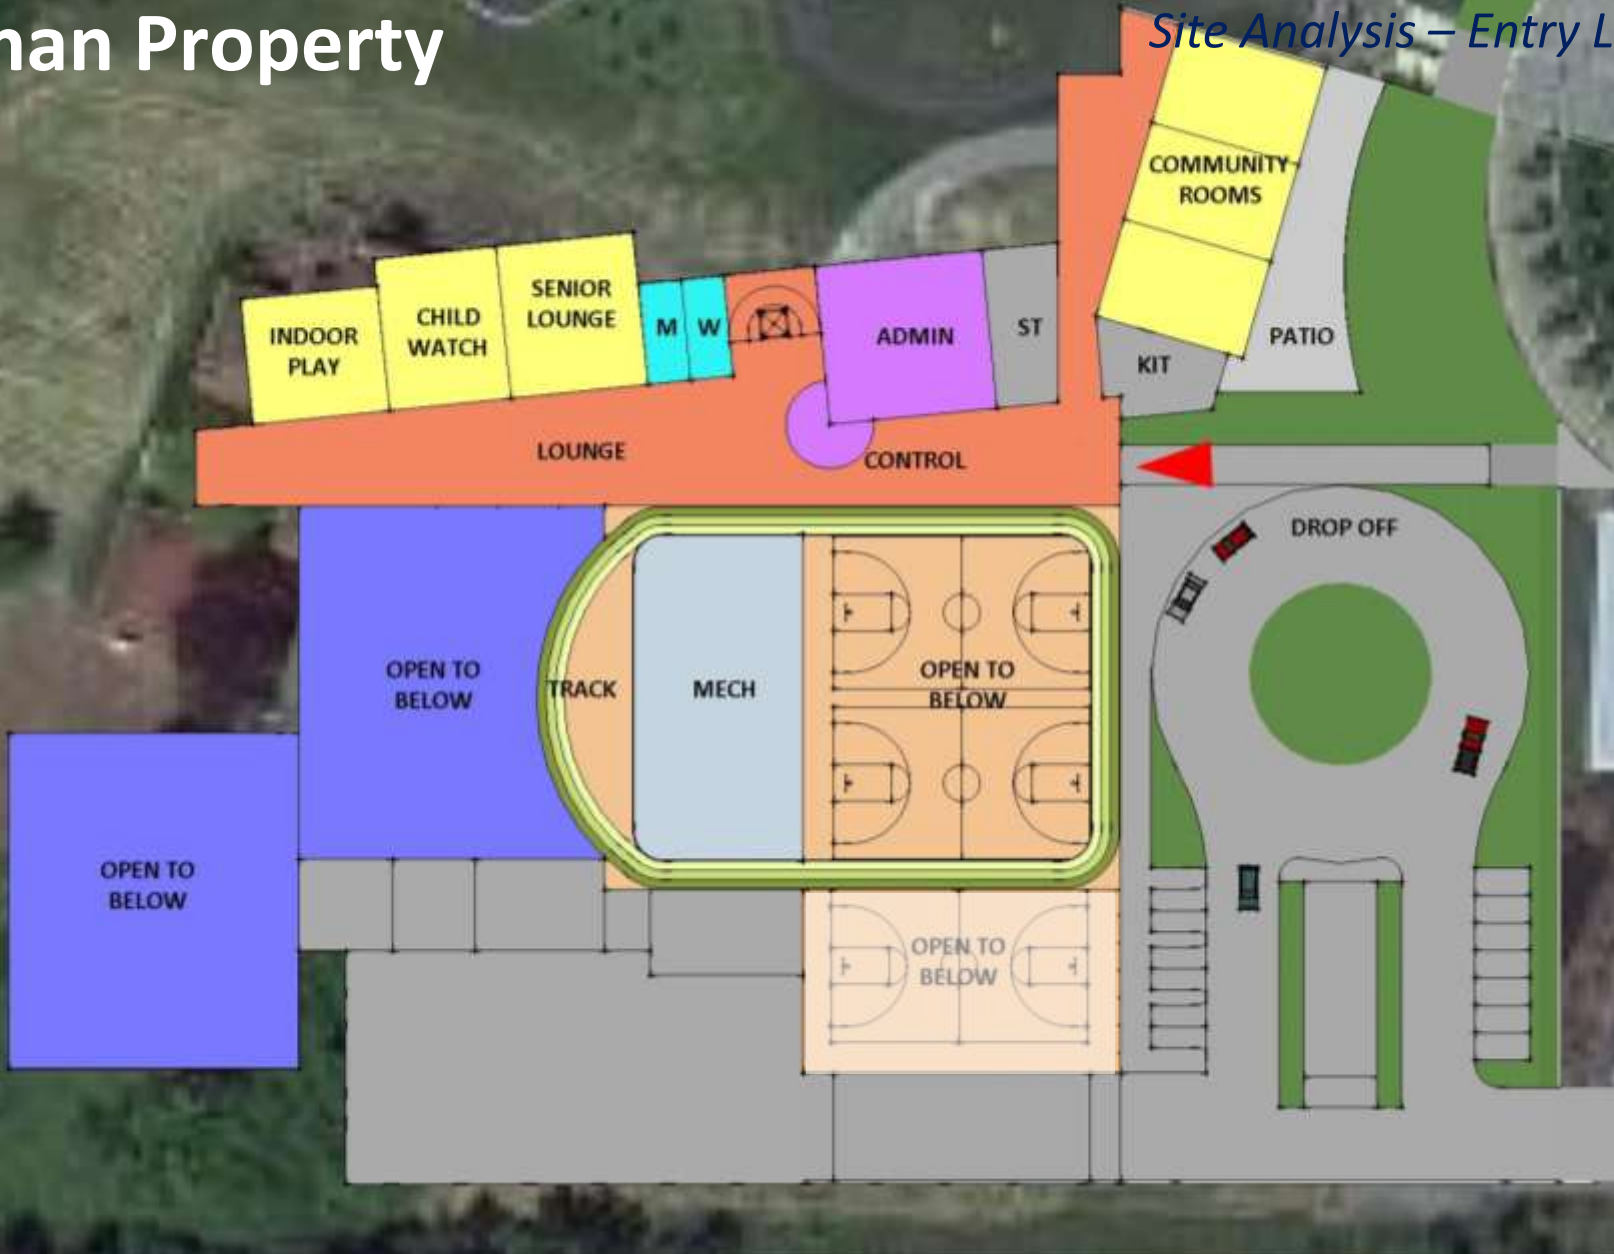 Property
Site Analysis – Entry
COMMUNITY
ROOMS
SENIOR
LOUNGE
CHILD
WATCH
INDOOR
PLAY
M
W
ADMIN
ST
KIT
PATIO
LOUNGE
CONTROL
DROP OFF
OPEN TO
BELOW
TRACK
MECH
OPEN TO
BELOW
OPEN TO
BELOW
OPEN TO
BELOW